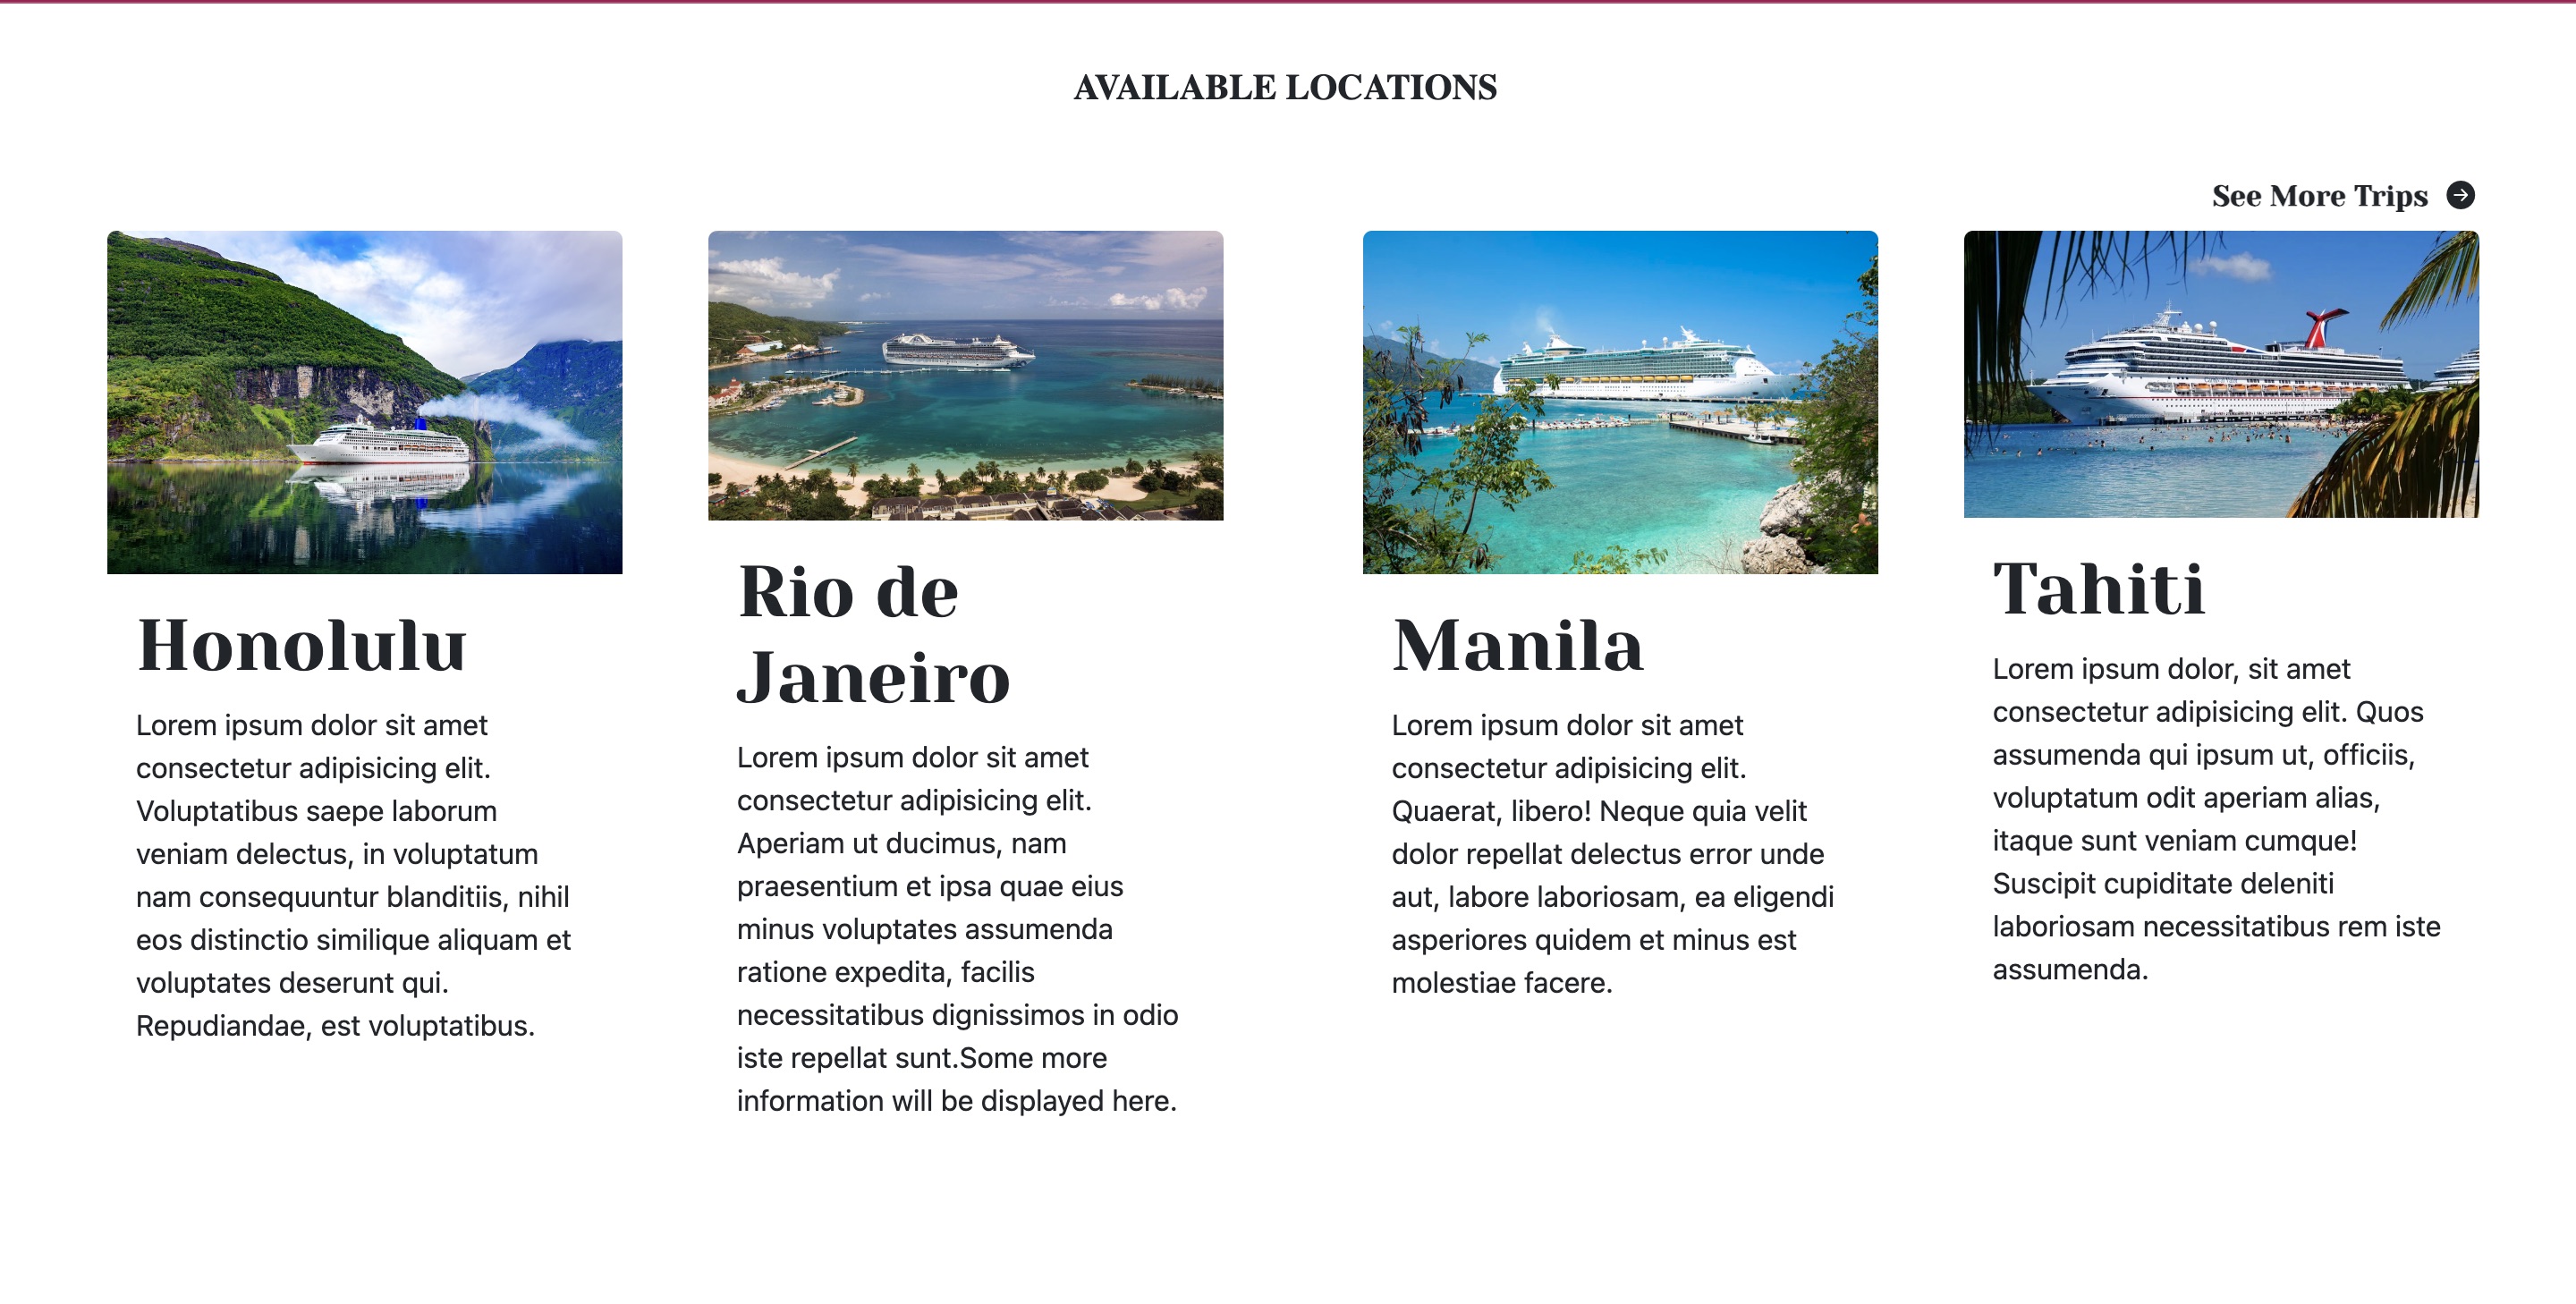 AVAILABLE LOCATIONS
See More Trips
Honolulu
Lorem ipsum dolor sit amet
consectetur adipisicing elit.
Voluptatibus saepe laborum
veniam delectus, in voluptatum
nam consequuntur blanditiis, nihil
eos distinctio similique aliquam et
voluptates deserunt qui.
Repudiandae, est voluptatibus.
Rio de
Janeiro
Lorem ipsum dolor sit amet
consectetur adipisicing elit.
Aperiam ut ducimus, nam
praesentium et ipsa quae eius
minus voluptates assumenda
ratione expedita, facilis
necessitatibus dignissimos in odio
iste repellat sunt.Some more
information will be displayed here.
Manila
Lorem ipsum dolor sit amet
consectetur adipisicing elit.
Quaerat, libero! Neque quia velit
dolor repellat delectus error unde
aut, labore laboriosam, ea eligendi
asperiores quidem et minus est
molestiae facere.
Tahiti
Lorem ipsum dolor, sit amet
consectetur adipisicing elit. Quos
assumenda qui ipsum ut, officiis,
voluptatum odit aperiam alias,
itaque sunt veniam cumque!
Suscipit cupiditate deleniti
laboriosam necessitatibus rem iste
assumenda.